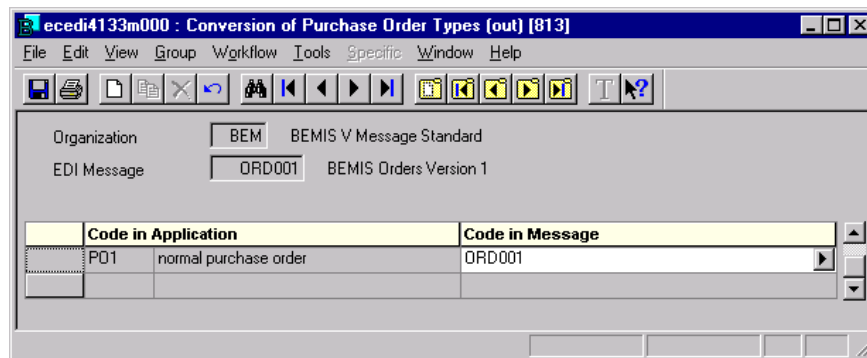 ecedi4133m000 : Conversion of Purchase Order Types (out) [813]
File Edit View Group Workflow Tools Specific Window Help
Organization BEM BEMIS V Message Standard
EDI Message ORD001 BEMIS Orders Version 1
Code in Application Code in Message
PO1 normal purchase order ORD001